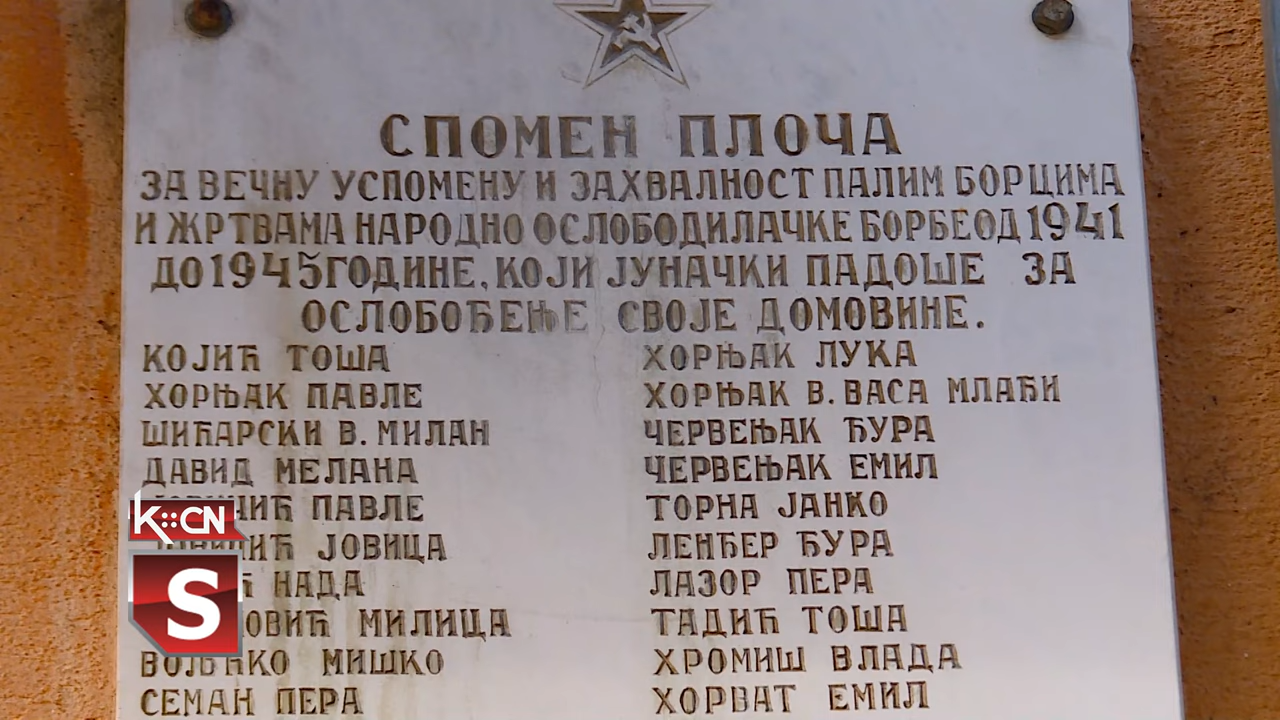 СПОМЕН ПЛОЧА
ЗА ВЕЧНУ УСПОМЕНУ И ЗАХВАЛНОСТ ПАЛИМ БОРЦИМА
И ЖРТВАМА НАРОДНО ОСЛОБОДИЛАЧКЕ БОРБЕ ОД 1941
ДО 1945 ГОДИНЕ, КОЈИ ЈУНАЧКИ ПАДОШЕ ЗА
ОСЛОБОЂЕЊЕ СВОЈЕ ДОМОВИНЕ.
КОЈИЋ ТОША
ХОРЊАК ПАВЛЕ
ШИЋАРСКИ В. МИЛАН
ДАВИД МЕЛАНА
ПАВЛЕ
ЈОВИЦА
НАДА
МИЛИЦА
МИШКО
СЕМАН ПЕРА
ХОРЊАК ЛУКА
ХОРЊАК В. ВАСА МЛАЂИ
ЧЕРВЕЊАК ЂУРА
ЧЕРВЕЊАК ЕМИЛ
ТОРНА ЈАНКО
ЛЕНЂЕР ЂУРА
ЛАЗОР ПЕРА
ТАДИЋ ТОША
ХРОМИШ ВЛАДА
ХОРВАТ ЕМИЛ
K::CN
S